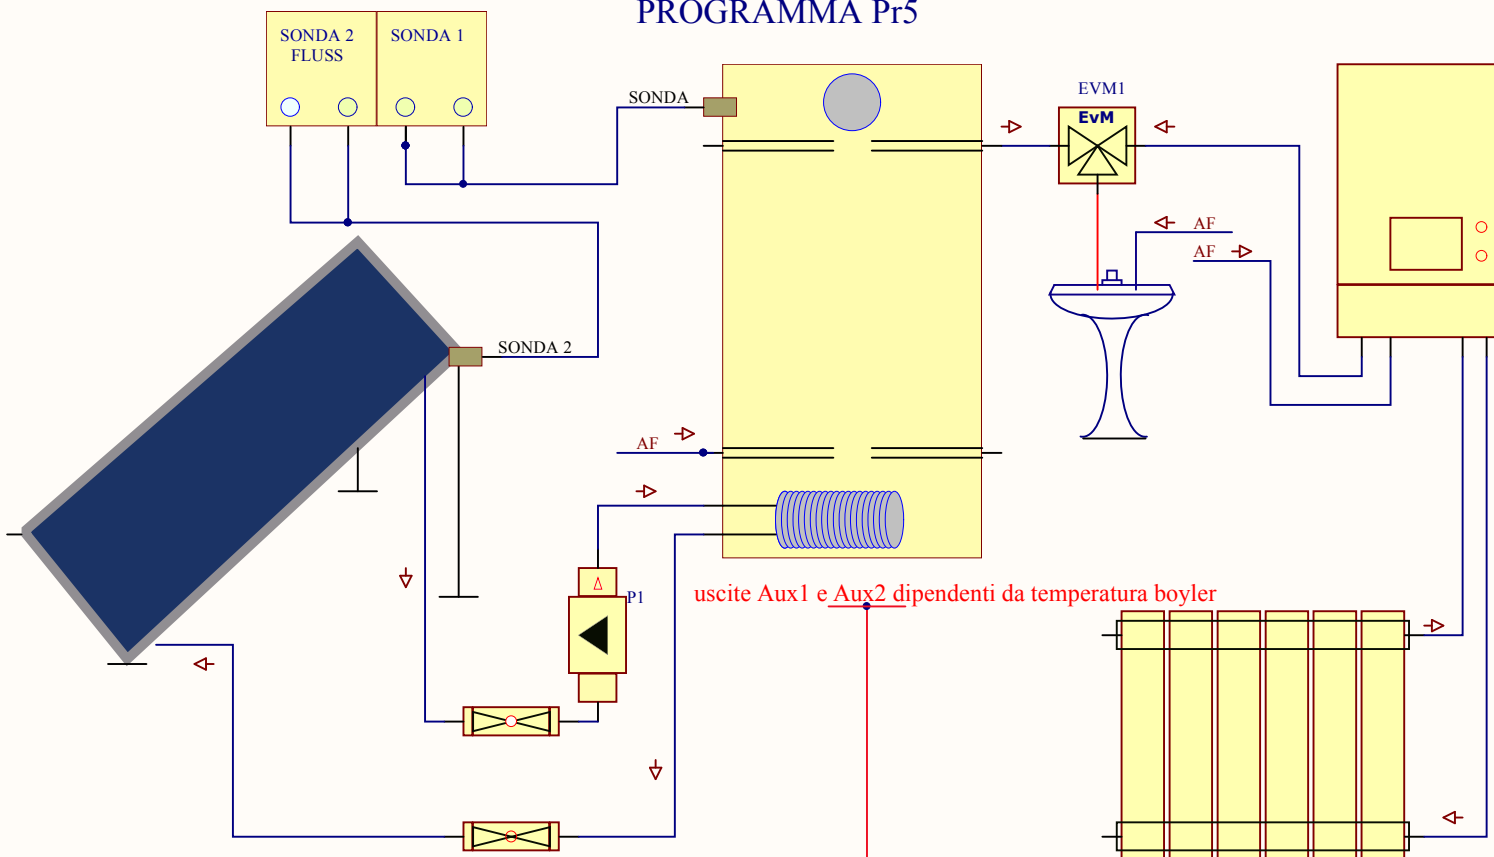 PROGRAMMA Pr5
SONDA 2
FLUSS
SONDA 1
SONDA
EVM1
EvM
AF
AF
SONDA 2
AF
P1
uscite Aux1 e Aux2 dipendenti da temperatura boyler